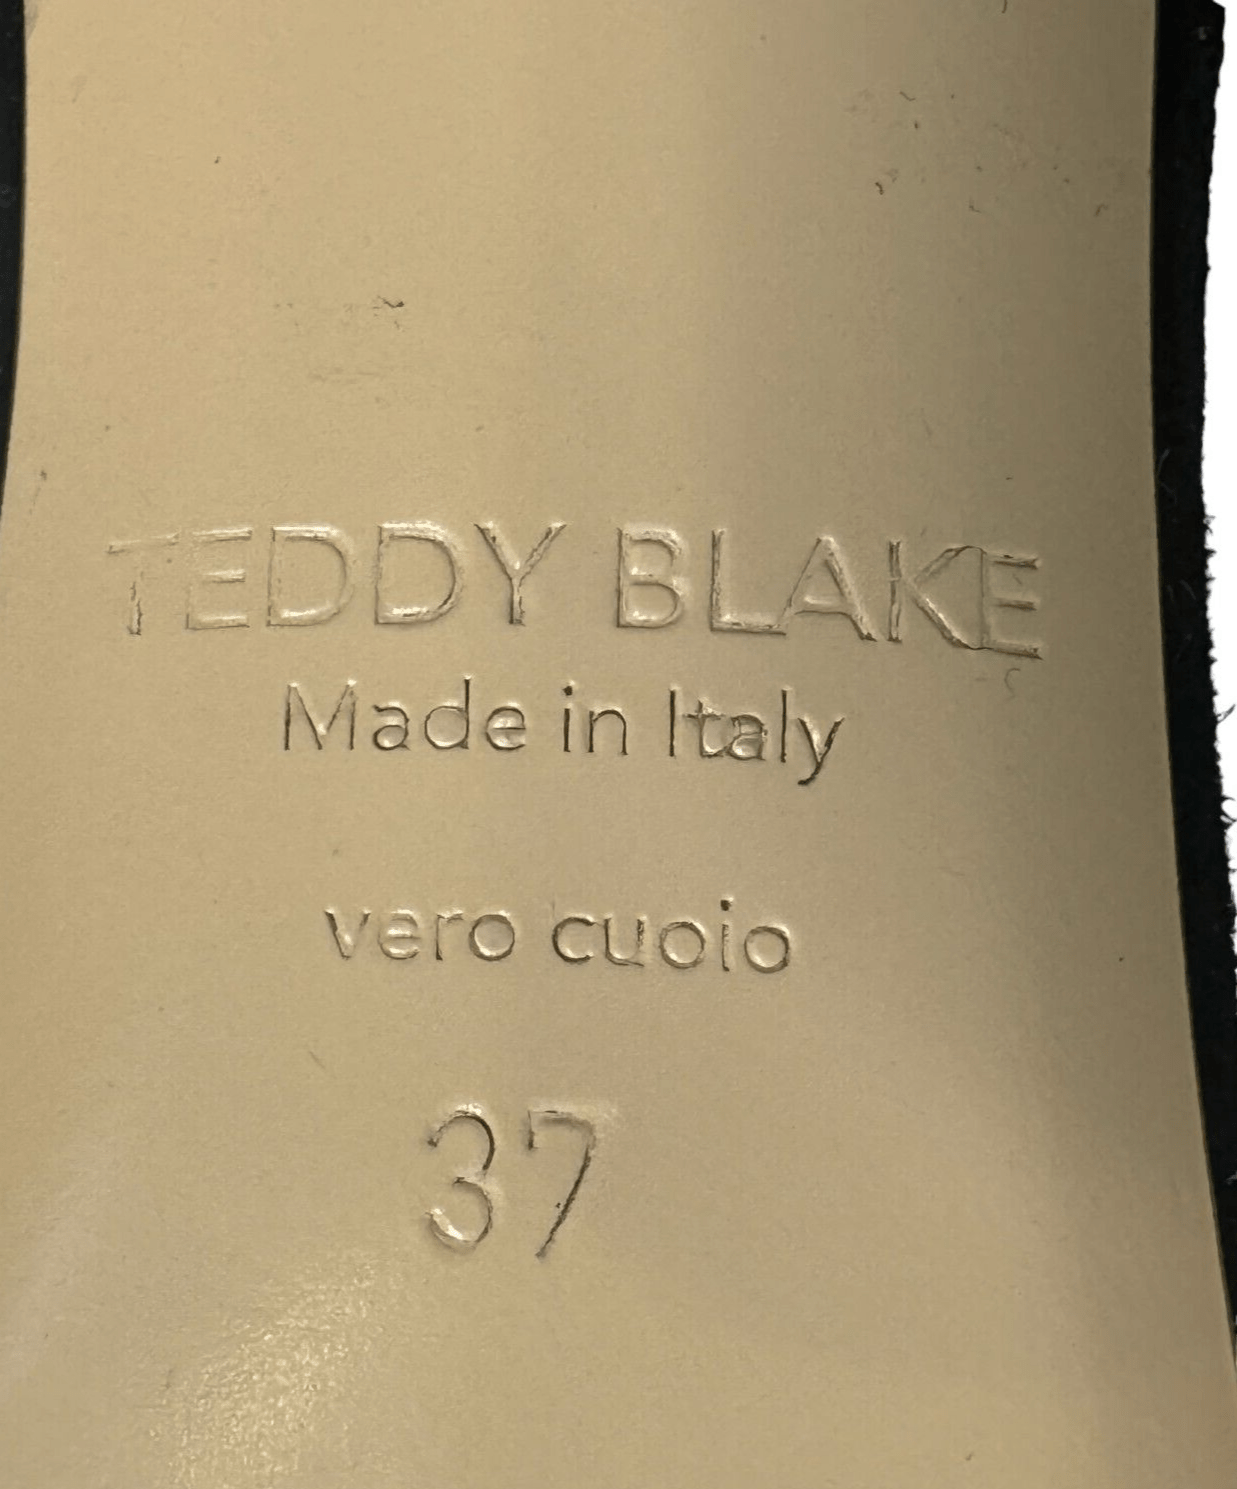 TEDDY BLAKE
Made in Italy
vero cuoio
37